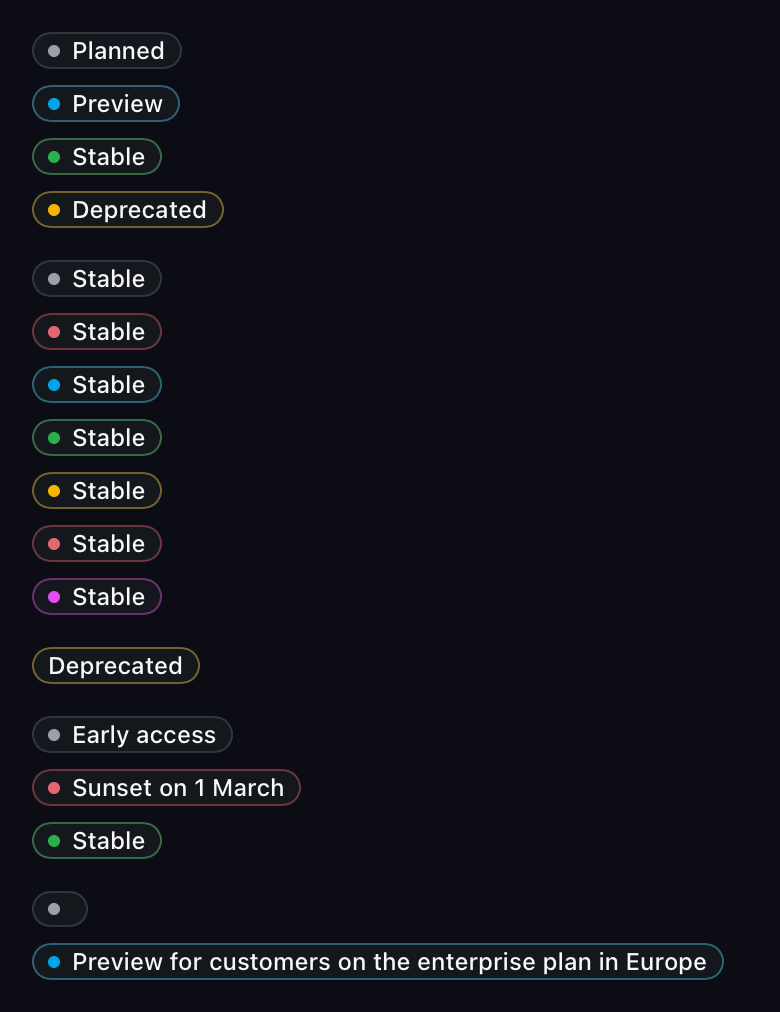 Planned
Preview
Stable
Deprecated
Stable
Stable
Stable
Stable
Stable
Stable
Stable
Deprecated
Early access
Sunset on 1 March
Stable
Preview for customers on the enterprise plan in Europe